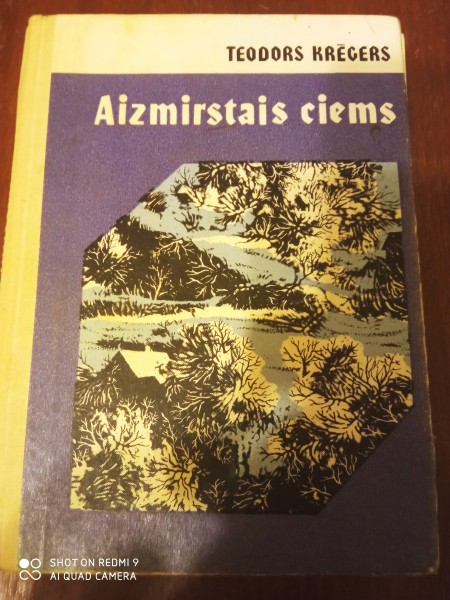 TEODORS KRĒGERS
Aizmirstais ciems
SHOT ON REDMI 9
AI QUAD CAMERA